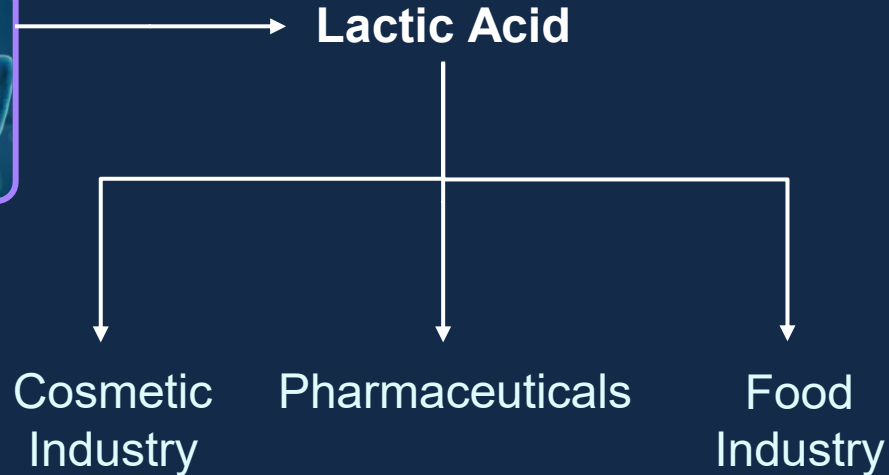 Lactic Acid
Cosmetic
Industry
Pharmaceuticals
Food
Industry